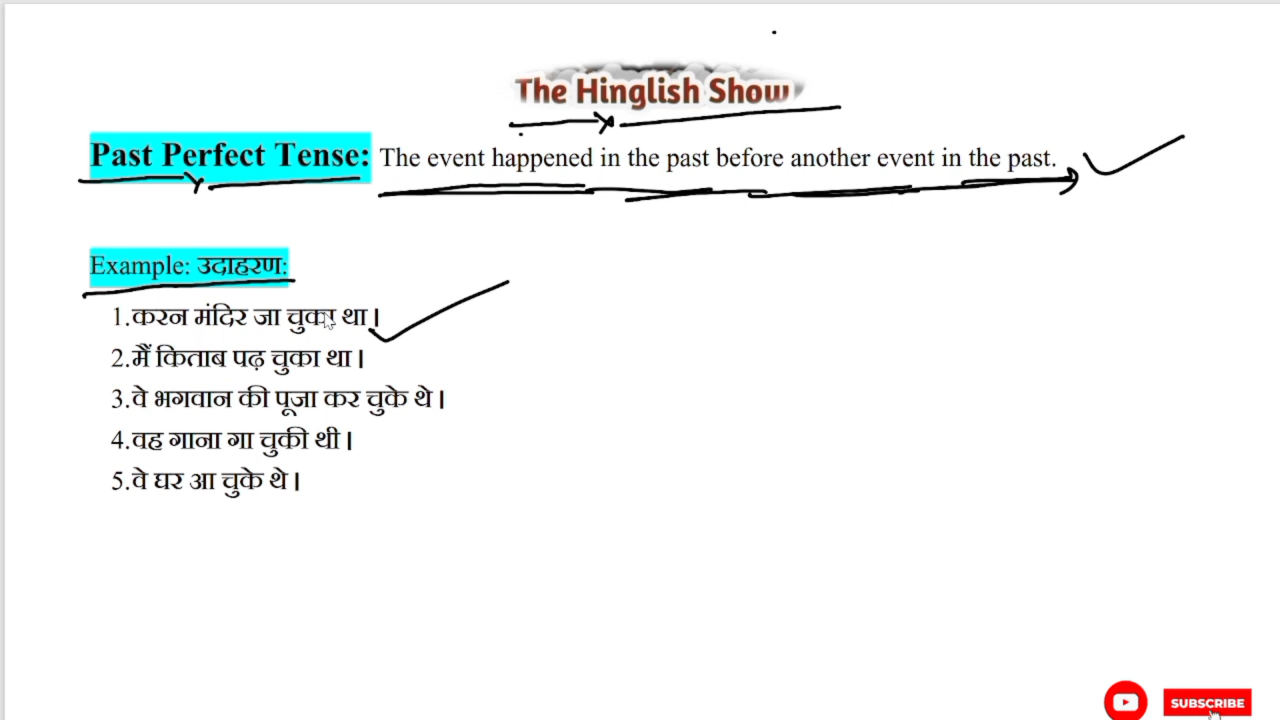 The Hinglish Show
Past Perfect Tense: The event happened in the past before another event in the past.
Example: उदाहरण:
1.करन मंदिर जा चुका था।
2.मैं किताब पढ़ चुका था।
3.वे भगवान की पूजा कर चुके थे।
4.वह गाना गा चुकी थी।
5.वे घर आ चुके थे।
SUBSCRIBE